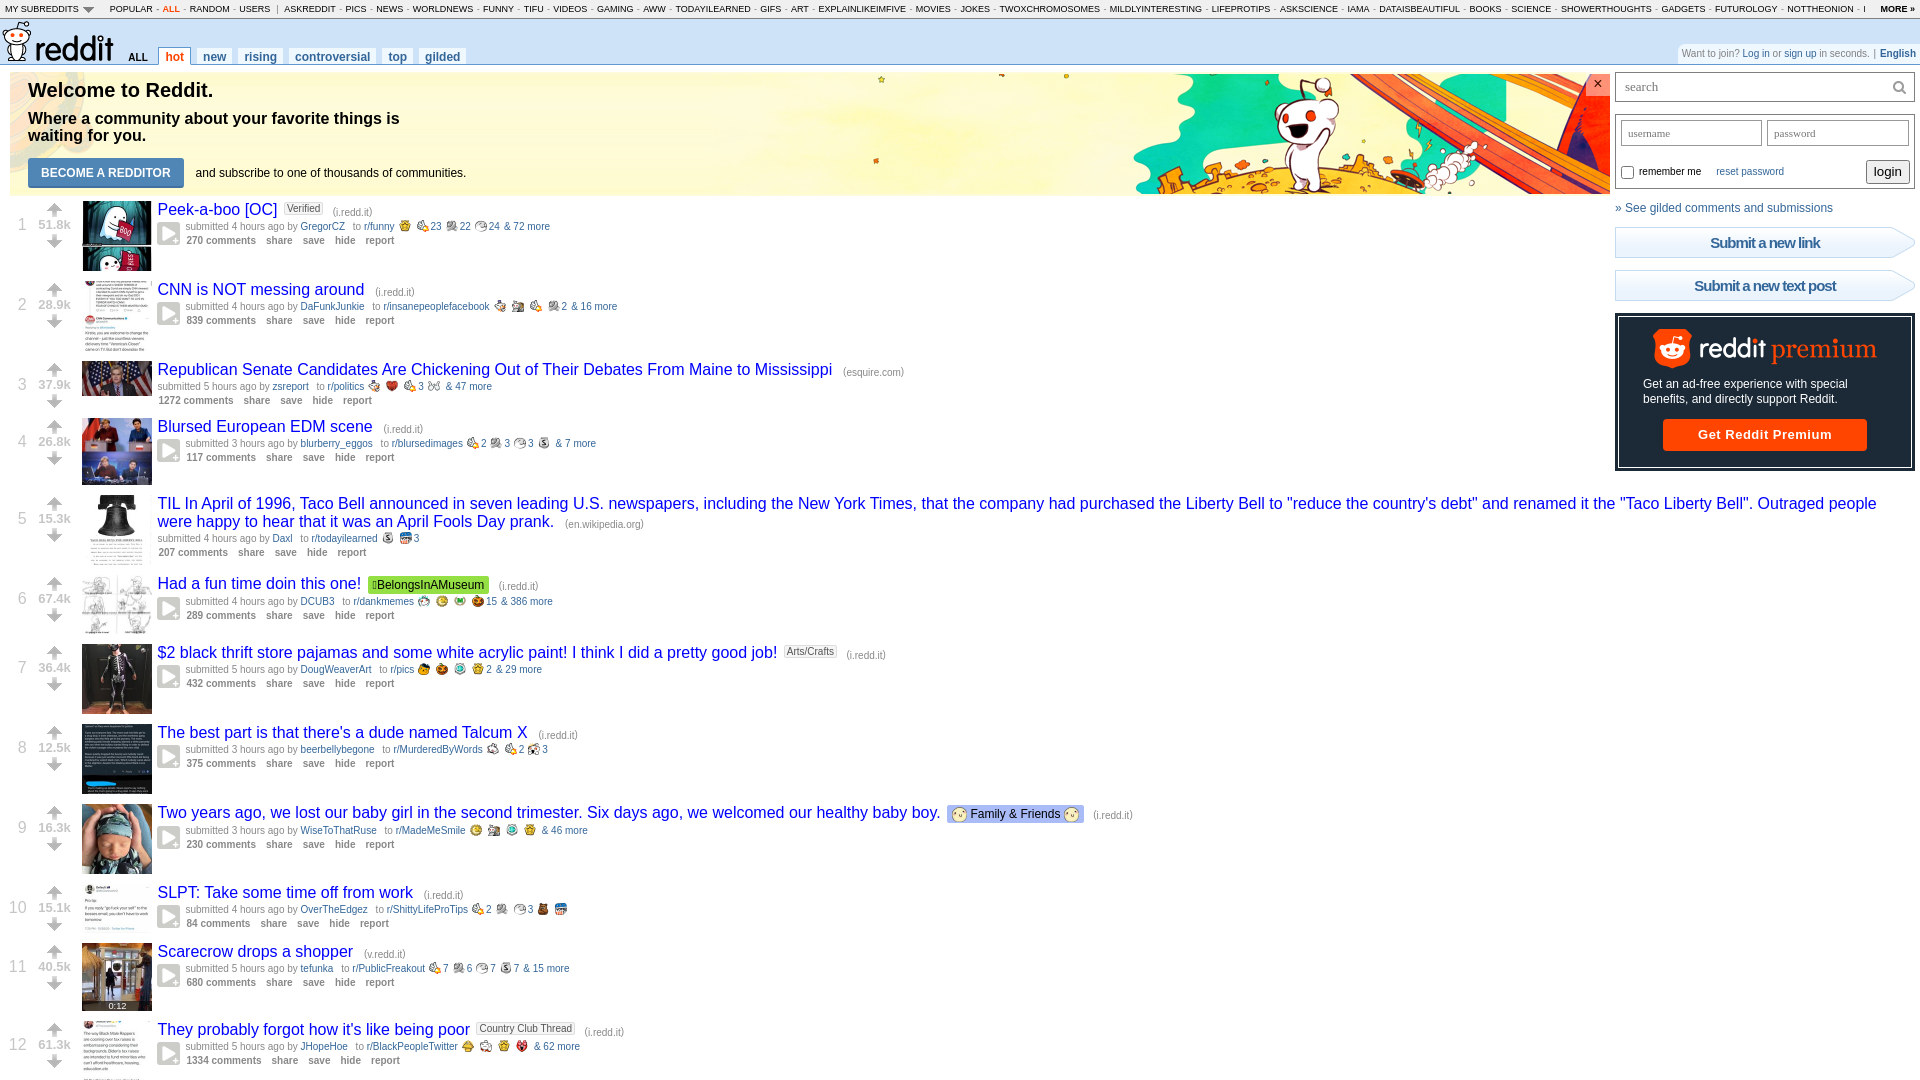 MY SUBREDDITS POPULAR - ALL - RANDOM - USERS | ASKREDDIT - PICS - NEWS - WORLDNEWS - FUNNY - TIFU - VIDEOS - GAMING - AWW - TODAYILEARNED - GIFS - ART - EXPLAINLIKEIMFIVE - MOVIES - JOKES - TWOXCHROMOSOMES - MILDLYINTERESTING - LIFEPROTIPS - ASKSCIENCE - IAMA - DATAISBEAUTIFUL - BOOKS - SCIENCE - SHOWERTHOUGHTS - GADGETS - FUTUROLOGY - NOTTHEONION - MORE »
reddit ALL hot new rising controversial top gilded
Want to join? Log in or sign up in seconds. | English
Welcome to Reddit.
Where a community about your favorite things is
waiting for you.
BECOME A REDDITOR and subscribe to one of thousands of communities.
×
search
username password
remember me reset password login
» See gilded comments and submissions
Submit a new link
Submit a new text post
reddit premium
Get an ad-free experience with special
benefits, and directly support Reddit.
Get Reddit Premium
1 51.8k
BOO
Peek-a-boo [OC] Verified (i.redd.it)
submitted 4 hours ago by GregorCZ to r/funny 23 22 24 & 72 more
270 comments share save hide report
2 28.9k
CNN is NOT messing around (i.redd.it)
submitted 4 hours ago by DaFunkJunkie to r/insanepeoplefacebook 2 & 16 more
839 comments share save hide report
3 37.9k
Republican Senate Candidates Are Chickening Out of Their Debates From Maine to Mississippi (esquire.com)
submitted 5 hours ago by zsreport to r/politics 3 & 47 more
1272 comments share save hide report
4 26.8k
Blursed European EDM scene (i.redd.it)
submitted 3 hours ago by blurberry_eggos to r/blursedimages 2 3 3 & 7 more
117 comments share save hide report
5 15.3k
TIL In April of 1996, Taco Bell announced in seven leading U.S. newspapers, including the New York Times, that the company had purchased the Liberty Bell to "reduce the country's debt" and renamed it the "Taco Liberty Bell". Outraged people
were happy to hear that it was an April Fools Day prank. (en.wikipedia.org)
submitted 4 hours ago by Daxl to r/todayilearned 3
207 comments share save hide report
6 67.4k
Had a fun time doin this one! BelongsInAMuseum (i.redd.it)
submitted 4 hours ago by DCUB3 to r/dankmemes 15 & 386 more
289 comments share save hide report
7 36.4k
$2 black thrift store pajamas and some white acrylic paint! I think I did a pretty good job! Arts/Crafts (i.redd.it)
submitted 5 hours ago by DougWeaverArt to r/pics 2 & 29 more
432 comments share save hide report
8 12.5k
The best part is that there's a dude named Talcum X (i.redd.it)
submitted 3 hours ago by beerbellybegone to r/MurderedByWords 2 3
375 comments share save hide report
9 16.3k
Two years ago, we lost our baby girl in the second trimester. Six days ago, we welcomed our healthy baby boy. Family & Friends (i.redd.it)
submitted 3 hours ago by WiseToThatRuse to r/MadeMeSmile & 46 more
230 comments share save hide report
10 15.1k
SLPT: Take some time off from work (i.redd.it)
submitted 4 hours ago by OverTheEdgez to r/ShittyLifeProTips 2 3
84 comments share save hide report
11 40.5k
0:12
Scarecrow drops a shopper (v.redd.it)
submitted 5 hours ago by tefunka to r/PublicFreakout 7 6 7 7 & 15 more
680 comments share save hide report
12 61.3k
They probably forgot how it's like being poor Country Club Thread (i.redd.it)
submitted 5 hours ago by JHopeHoe to r/BlackPeopleTwitter & 62 more
1334 comments share save hide report